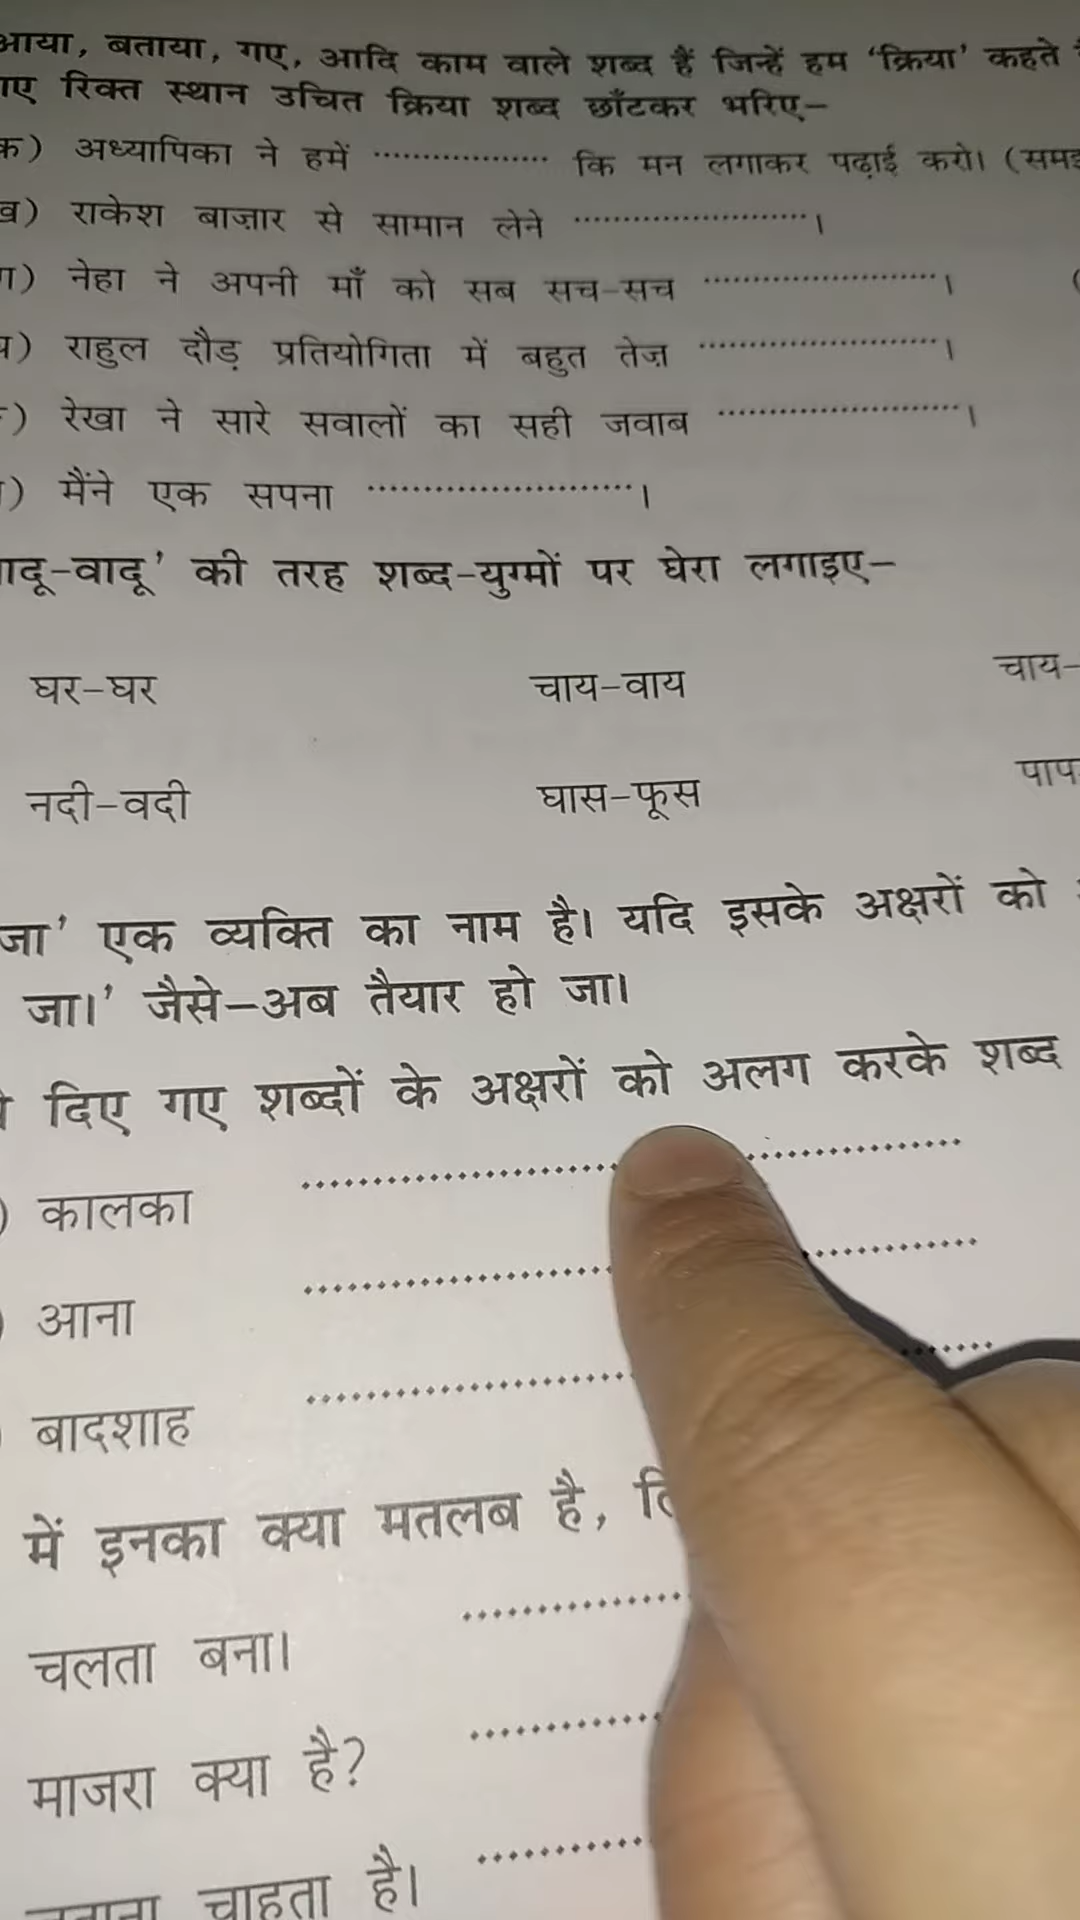 आया, बताया, गए, आदि काम वाले शब्द हैं जिन्हें हम ‘क्रिया’ कहते
गए रिक्त स्थान उचित क्रिया शब्द छाँटकर भरिए–
क) अध्यापिका ने हमें .................. कि मन लगाकर पढ़ाई करो। (समझ
ख) राकेश बाज़ार से सामान लेने ........................।
ग) नेहा ने अपनी माँ को सब सच-सच ........................। (
घ) राहुल दौड़ प्रतियोगिता में बहुत तेज़ ........................।
) रेखा ने सारे सवालों का सही जवाब ........................।
) मैंने एक सपना ...........................।
ादू-वादू’ की तरह शब्द-युग्मों पर घेरा लगाइए–
घर-घर चाय-वाय चाय-
नदी-वदी घास-फूस पाप
जा’ एक व्यक्ति का नाम है। यदि इसके अक्षरों को
जा।’ जैसे–अब तैयार हो जा।
दिए गए शब्दों के अक्षरों को अलग करके शब्द
) कालका ........................
) आना ........................
) बादशाह ........................
में इनका क्या मतलब है,
चलता बना। ..................
माजरा क्या है? ..................
चाहता है। ..................